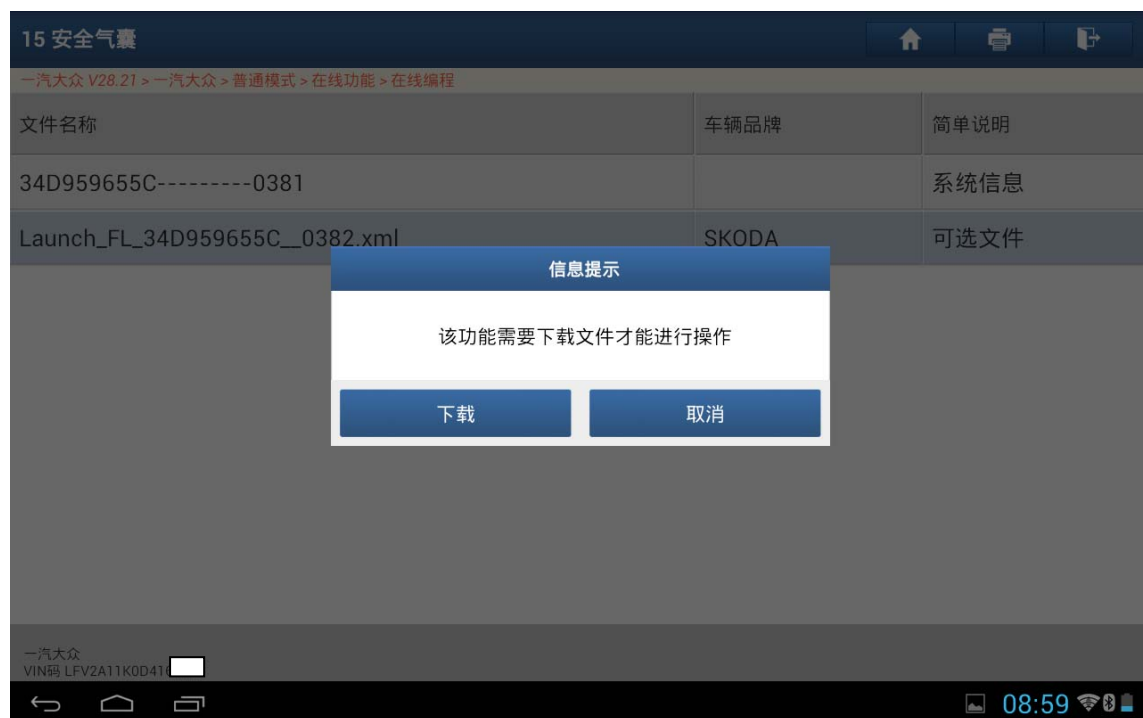 15 安全气囊
一汽大众 V28.21 > 一汽大众 > 普通模式 > 在线功能 > 在线编程
文件名称 车辆品牌 简单说明
34D959655C---------0381 系统信息
Launch_FL_34D959655C__0382.xml SKODA 可选文件
信息提示
该功能需要下载文件才能进行操作
下载 取消
一汽大众
VIN码 LFV2A11K0D416
08:59